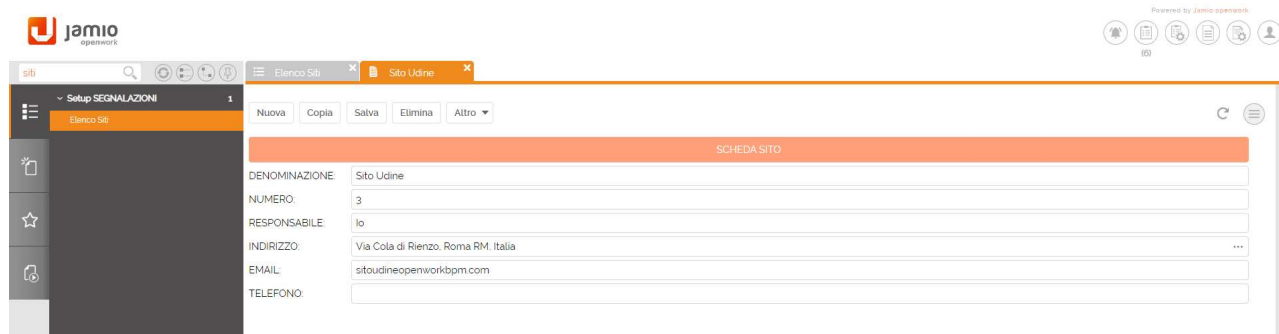 Powered by Jamio openwork
jamio
openwork
(6)
siti
Elenco Siti
Sito Udine
Setup SEGNALAZIONI 1
Elenco Siti
Nuova Copia Salva Elimina Altro
SCHEDA SITO
DENOMINAZIONE: Sito Udine
NUMERO: 3
RESPONSABILE: Io
INDIRIZZO: Via Cola di Rienzo, Roma RM, Italia ...
EMAIL: sitoudineopenworkbpm.com
TELEFONO: